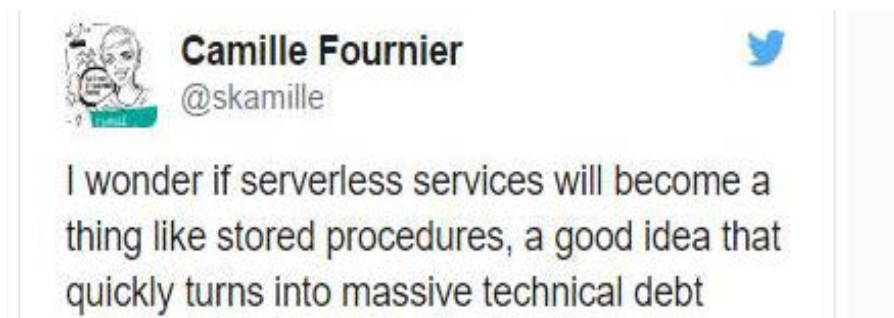 Camille Fournier
@skamille
I wonder if serverless services will become a
thing like stored procedures, a good idea that
quickly turns into massive technical debt